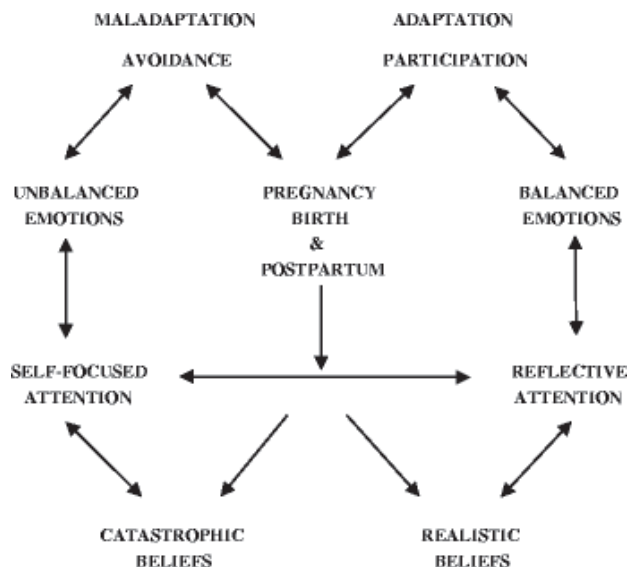 MALADAPTATION
ADAPTATION
AVOIDANCE
PARTICIPATION
UNBALANCED
EMOTIONS
PREGNANCY
BIRTH
&
POSTPARTUM
BALANCED
EMOTIONS
SELF-FOCUSED
ATTENTION
REFLECTIVE
ATTENTION
CATASTROPHIC
BELIEFS
REALISTIC
BELIEFS